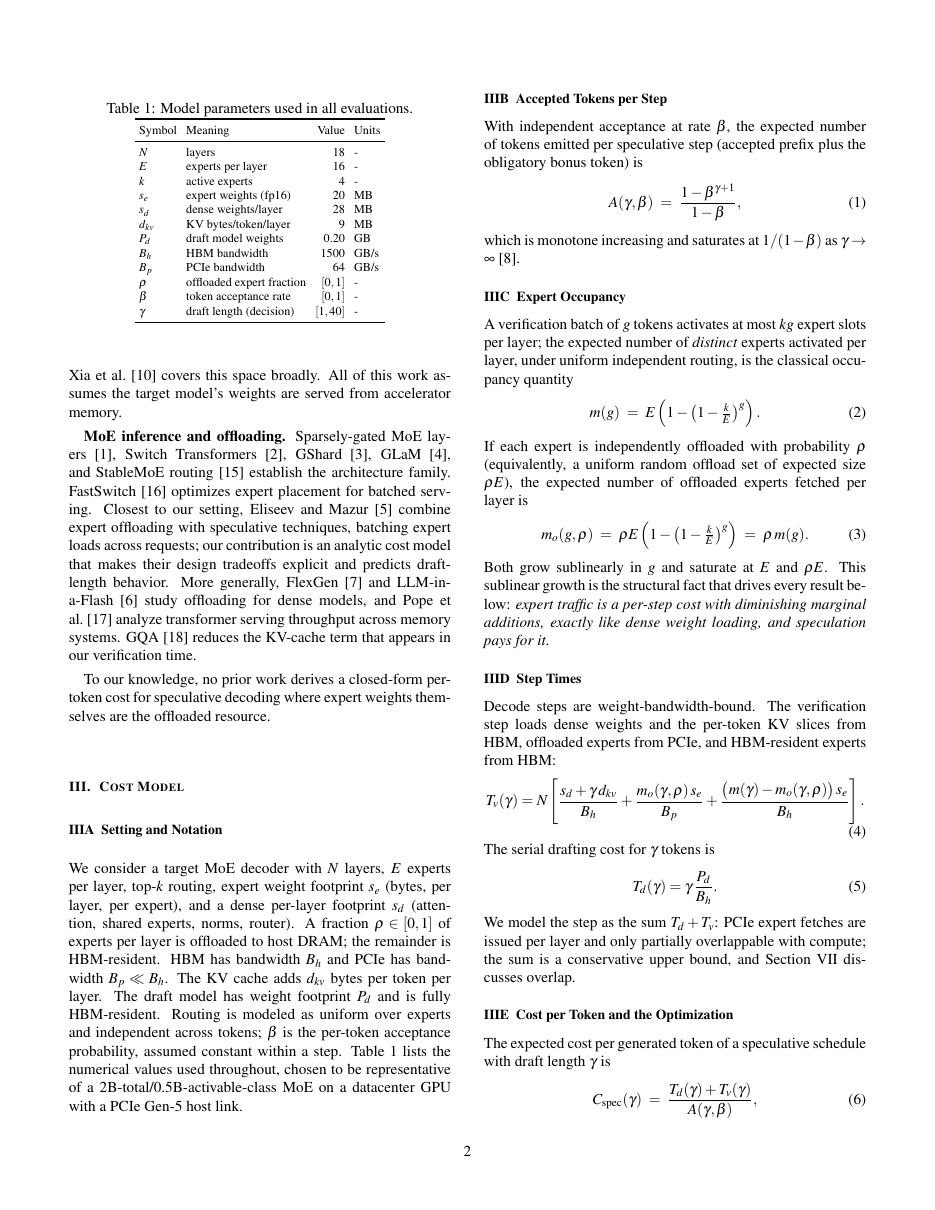 Table 1: Model parameters used in all evaluations.
Symbol Meaning Value Units
N layers 18 -
E experts per layer 16 -
k active experts 4 -
s_e expert weights (fp16) 20 MB
s_d dense weights/layer 28 MB
d_kv KV bytes/token/layer 9 MB
P_d draft model weights 0.20 GB
B_h HBM bandwidth 1500 GB/s
B_p PCIe bandwidth 64 GB/s
ρ offloaded expert fraction [0,1] -
β token acceptance rate [0,1] -
γ draft length (decision) [1,40] -
Xia et al. [10] covers this space broadly. All of this work as-
sumes the target model's weights are served from accelerator
memory.
MoE inference and offloading. Sparsely-gated MoE lay-
ers [1], Switch Transformers [2], GShard [3], GLaM [4],
and StableMoE routing [15] establish the architecture family.
FastSwitch [16] optimizes expert placement for batched serv-
ing. Closest to our setting, Eliseev and Mazur [5] combine
expert offloading with speculative techniques, batching expert
loads across requests; our contribution is an analytic cost model
that makes their design tradeoffs explicit and predicts draft-
length behavior. More generally, FlexGen [7] and LLM-in-
a-Flash [6] study offloading for dense models, and Pope et
al. [17] analyze transformer serving throughput across memory
systems. GQA [18] reduces the KV-cache term that appears in
our verification time.
To our knowledge, no prior work derives a closed-form per-
token cost for speculative decoding where expert weights them-
selves are the offloaded resource.
III. COST MODEL
IIIA Setting and Notation
We consider a target MoE decoder with N layers, E experts
per layer, top-k routing, expert weight footprint s_e (bytes, per
layer, per expert), and a dense per-layer footprint s_d (atten-
tion, shared experts, norms, router). A fraction ρ ∈ [0,1] of
experts per layer is offloaded to host DRAM; the remainder is
HBM-resident. HBM has bandwidth B_h and PCIe has band-
width B_p ≪ B_h. The KV cache adds d_kv bytes per token per
layer. The draft model has weight footprint P_d and is fully
HBM-resident. Routing is modeled as uniform over experts
and independent across tokens; β is the per-token acceptance
probability, assumed constant within a step. Table 1 lists the
numerical values used throughout, chosen to be representative
of a 2B-total/0.5B-activable-class MoE on a datacenter GPU
with a PCIe Gen-5 host link.
IIIB Accepted Tokens per Step
With independent acceptance at rate β, the expected number
of tokens emitted per speculative step (accepted prefix plus the
obligatory bonus token) is
A(γ,β) = (1−β^{γ+1})/(1−β), (1)
which is monotone increasing and saturates at 1/(1−β) as γ →
∞ [8].
IIIC Expert Occupancy
A verification batch of g tokens activates at most kg expert slots
per layer; the expected number of distinct experts activated per
layer, under uniform independent routing, is the classical occu-
pancy quantity
m(g) = E(1−(1−k/E)^g). (2)
If each expert is independently offloaded with probability ρ
(equivalently, a uniform random offload set of expected size
ρE), the expected number of offloaded experts fetched per
layer is
m_o(g,ρ) = ρE(1−(1−k/E)^g) = ρ m(g). (3)
Both grow sublinearly in g and saturate at E and ρE. This
sublinear growth is the structural fact that drives every result be-
low: expert traffic is a per-step cost with diminishing marginal
additions, exactly like dense weight loading, and speculation
pays for it.
IIID Step Times
Decode steps are weight-bandwidth-bound. The verification
step loads dense weights and the per-token KV slices from
HBM, offloaded experts from PCIe, and HBM-resident experts
from HBM:
T_v(γ) = N[(s_d + γ d_kv)/B_h + m_o(γ,ρ) s_e/B_p + (m(γ) − m_o(γ,ρ)) s_e/B_h].
(4)
The serial drafting cost for γ tokens is
T_d(γ) = γ P_d/B_h. (5)
We model the step as the sum T_d + T_v: PCIe expert fetches are
issued per layer and only partially overlappable with compute;
the sum is a conservative upper bound, and Section VII dis-
cusses overlap.
IIIE Cost per Token and the Optimization
The expected cost per generated token of a speculative schedule
with draft length γ is
C_spec(γ) = (T_d(γ) + T_v(γ))/A(γ,β), (6)
2